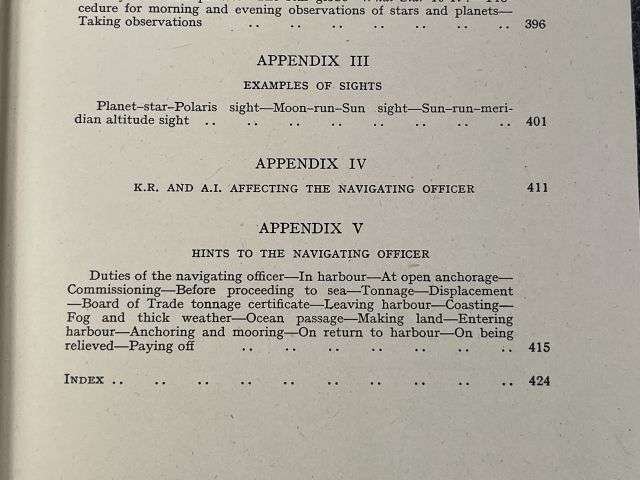 cedure for morning and evening observations of stars and planets—
Taking observations .. .. .. .. .. .. .. 396
APPENDIX III
EXAMPLES OF SIGHTS
Planet–star–Polaris sight—Moon–run–Sun sight—Sun–run–meri-
dian altitude sight .. .. .. .. .. .. .. .. 401
APPENDIX IV
K.R. AND A.I. AFFECTING THE NAVIGATING OFFICER 411
APPENDIX V
HINTS TO THE NAVIGATING OFFICER
Duties of the navigating officer—In harbour—At open anchorage—
Commissioning—Before proceeding to sea—Tonnage—Displacement
—Board of Trade tonnage certificate—Leaving harbour—Coasting—
Fog and thick weather—Ocean passage—Making land—Entering
harbour—Anchoring and mooring—On return to harbour—On being
relieved—Paying off .. .. .. .. .. .. .. 415
INDEX .. .. .. .. .. .. .. .. .. .. 424